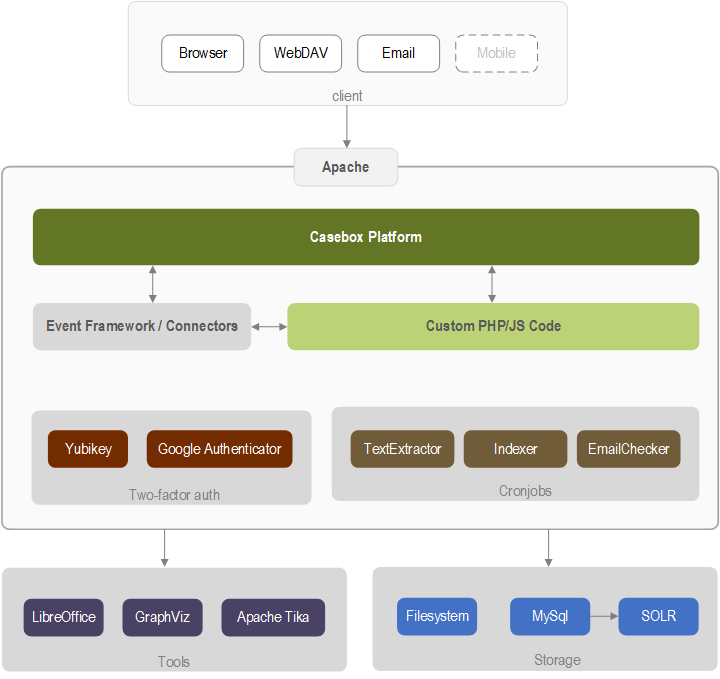 Browser
WebDAV
Email
Mobile
client
Apache
Casebox Platform
Event Framework / Connectors
Custom PHP/JS Code
Yubikey
Google Authenticator
Two-factor auth
TextExtractor
Indexer
EmailChecker
Cronjobs
LibreOffice
GraphViz
Apache Tika
Tools
Filesystem
MySql
SOLR
Storage